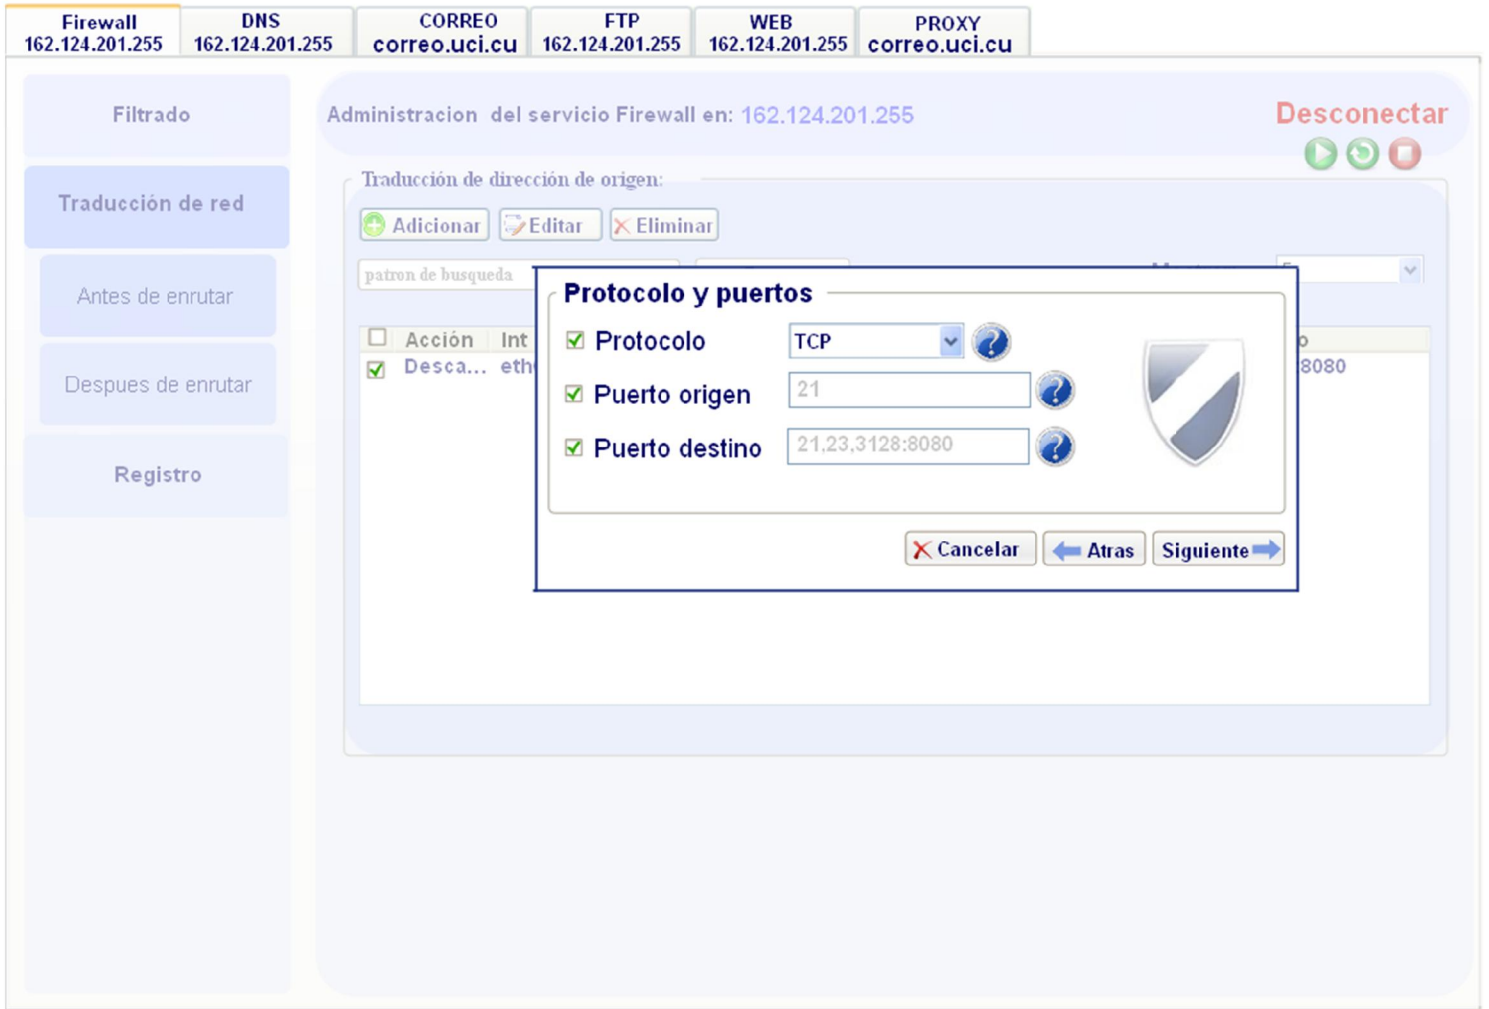 Firewall
162.124.201.255
DNS
162.124.201.255
CORREO
correo.uci.cu
FTP
162.124.201.255
WEB
162.124.201.255
PROXY
correo.uci.cu
Filtrado
Traducción de red
Antes de enrutar
Despues de enrutar
Registro
Administracion del servicio Firewall en: 162.124.201.255
Desconectar
Traducción de dirección de origen:
Adicionar Editar Eliminar
patron de busqueda
Acción Int
Desca... eth
:8080
Protocolo y puertos
Protocolo TCP
Puerto origen 21
Puerto destino 21,23,3128:8080
Cancelar Atras Siguiente